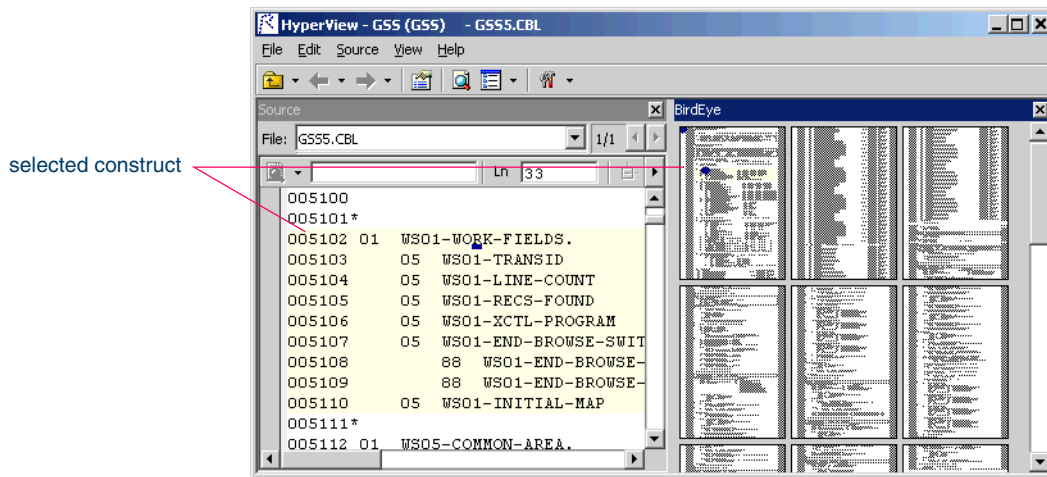 HyperView - GSS (GSS) - GSS5.CBL
File Edit Source View Help
Source
BirdEye
File: GSS5.CBL 1/1
selected construct
Ln 33
005100
005101*
005102 01 WS01-WORK-FIELDS.
005103 05 WS01-TRANSID
005104 05 WS01-LINE-COUNT
005105 05 WS01-RECS-FOUND
005106 05 WS01-XCTL-PROGRAM
005107 05 WS01-END-BROWSE-SWIT
005108 88 WS01-END-BROWSE-
005109 88 WS01-END-BROWSE-
005110 05 WS01-INITIAL-MAP
005111*
005112 01 WS05-COMMON-AREA.